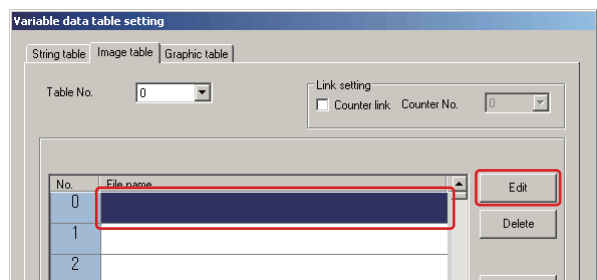 Variable data table setting
String table Image table Graphic table
Table No. 0
Link setting
Counter link Counter No. 0
No. File name
0
Edit
1
Delete
2